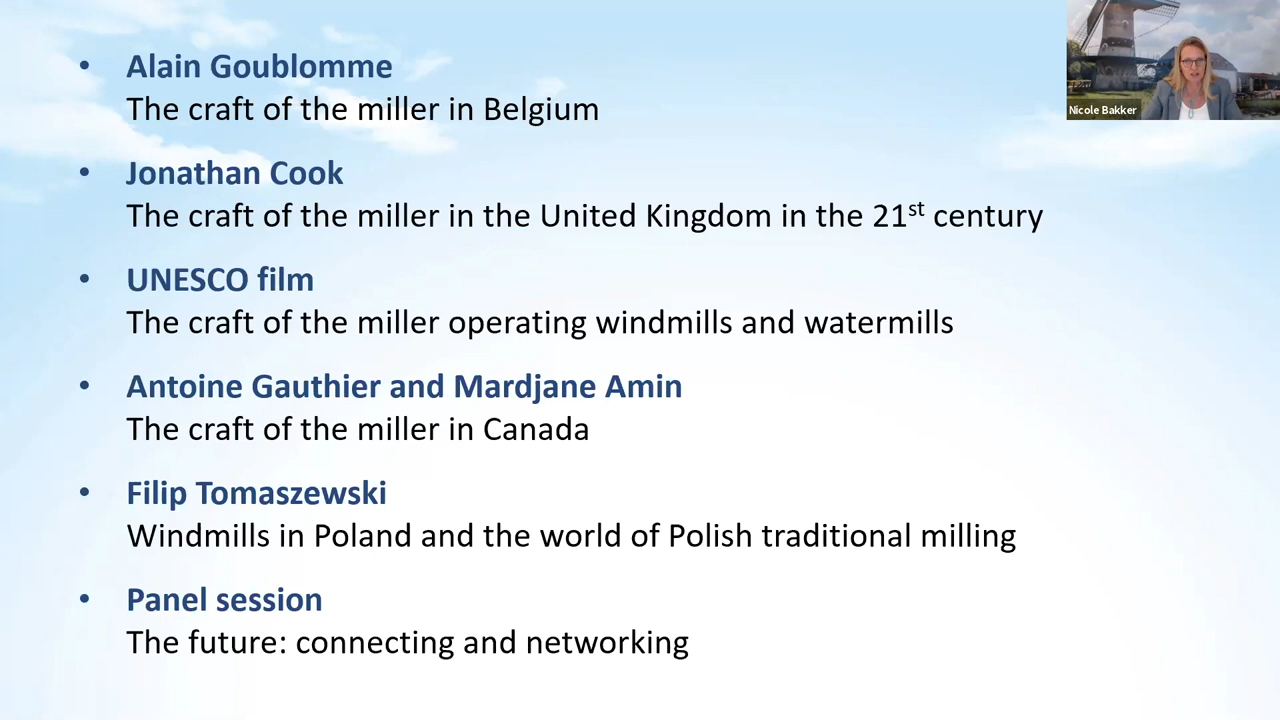 • Alain Goublomme
The craft of the miller in Belgium
• Jonathan Cook
The craft of the miller in the United Kingdom in the 21st century
• UNESCO film
The craft of the miller operating windmills and watermills
• Antoine Gauthier and Mardjane Amin
The craft of the miller in Canada
• Filip Tomaszewski
Windmills in Poland and the world of Polish traditional milling
• Panel session
The future: connecting and networking
Nicole Bakker